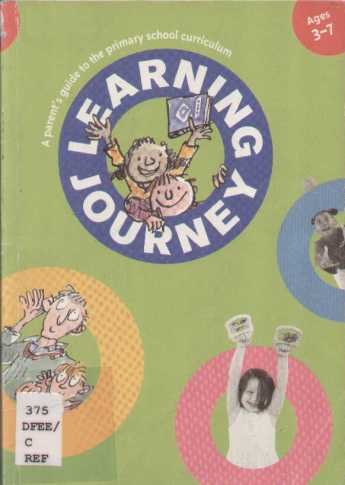 Ages
3–7
A parent's guide to the primary school curriculum
LEARNING
JOURNEY
375
DFEE/
C
REF